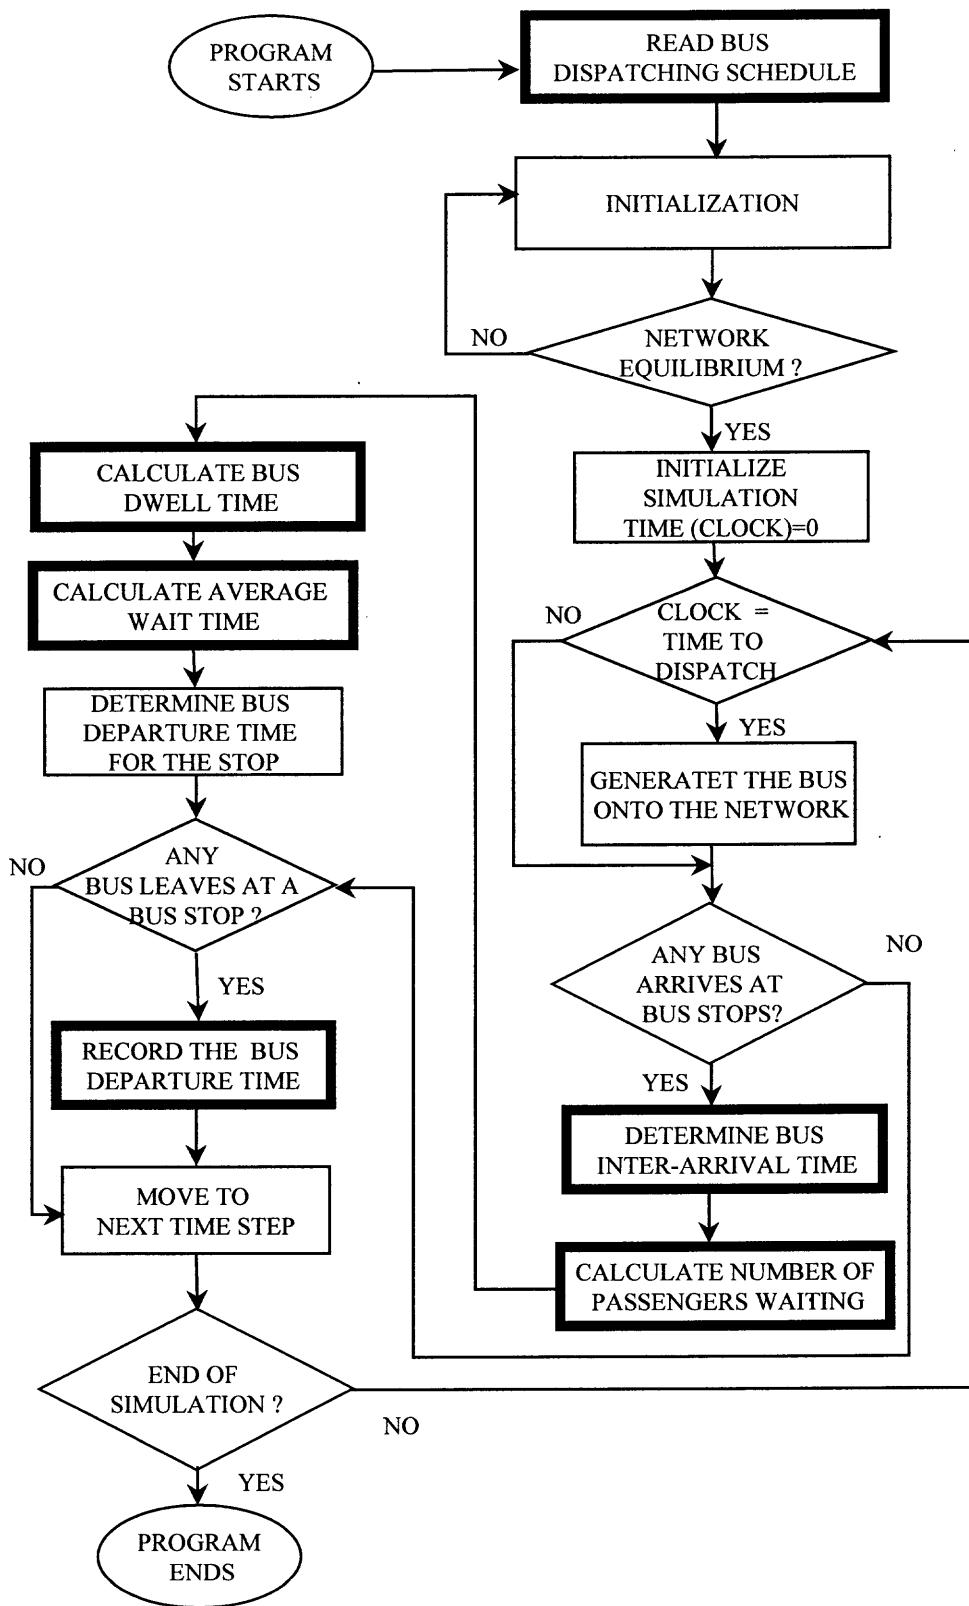 PROGRAM
STARTS
READ BUS
DISPATCHING SCHEDULE
INITIALIZATION
NO
NETWORK
EQUILIBRIUM ?
YES
INITIALIZE
SIMULATION
TIME (CLOCK)=0
NO
CLOCK =
TIME TO
DISPATCH
YES
GENERATET THE BUS
ONTO THE NETWORK
ANY BUS
ARRIVES AT
BUS STOPS?
NO
YES
DETERMINE BUS
INTER-ARRIVAL TIME
CALCULATE NUMBER OF
PASSENGERS WAITING
CALCULATE BUS
DWELL TIME
CALCULATE AVERAGE
WAIT TIME
DETERMINE BUS
DEPARTURE TIME
FOR THE STOP
NO
ANY
BUS LEAVES AT A
BUS STOP ?
YES
RECORD THE BUS
DEPARTURE TIME
MOVE TO
NEXT TIME STEP
END OF
SIMULATION ?
NO
YES
PROGRAM
ENDS